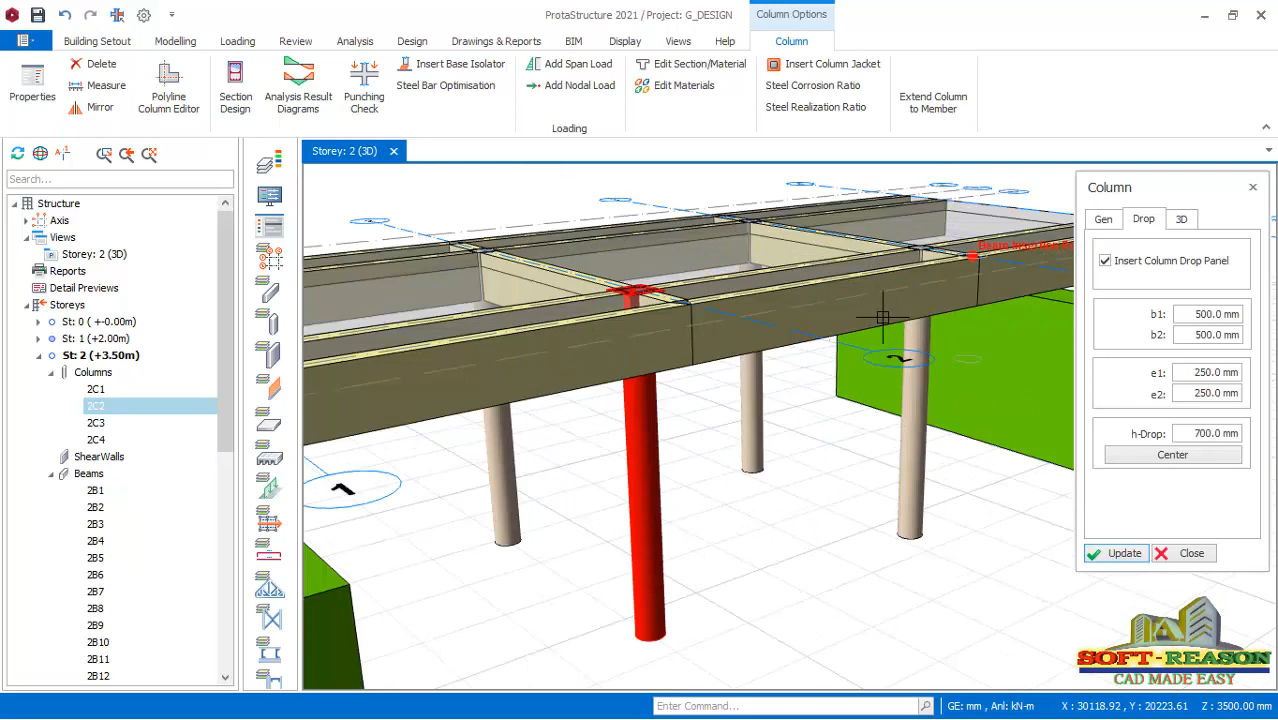 ProtaStructure 2021 / Project: G_DESIGN
Column Options
Building Setout
Modelling
Loading
Review
Analysis
Design
Drawings & Reports
BIM
Display
Views
Help
Column
Properties
Delete
Measure
Mirror
Polyline
Column Editor
Section
Design
Analysis Result
Diagrams
Punching
Check
Insert Base Isolator
Steel Bar Optimisation
Add Span Load
Add Nodal Load
Loading
Edit Section/Material
Edit Materials
Insert Column Jacket
Steel Corrosion Ratio
Steel Realization Ratio
Extend Column
to Member
Storey: 2 (3D)
Search...
Structure
Axis
Views
Storey: 2 (3D)
Reports
Detail Previews
Storeys
St: 0 ( +-0.00m)
St: 1 (+2.00m)
St: 2 (+3.50m)
Columns
2C1
2C2
2C3
2C4
ShearWalls
Beams
2B1
2B2
2B3
2B4
2B5
2B6
2B7
2B8
2B9
2B10
2B11
2B12
1
2
Column
Gen
Drop
3D
Insert Column Drop Panel
b1: 500.0 mm
b2: 500.0 mm
e1: 250.0 mm
e2: 250.0 mm
h-Drop: 700.0 mm
Center
Update
Close
SOFT-REASON
CAD MADE EASY
Enter Command...
GE: mm , Anl: kN-m
X : 30118.92 , Y : 20223.61
Z : 3500.00 mm